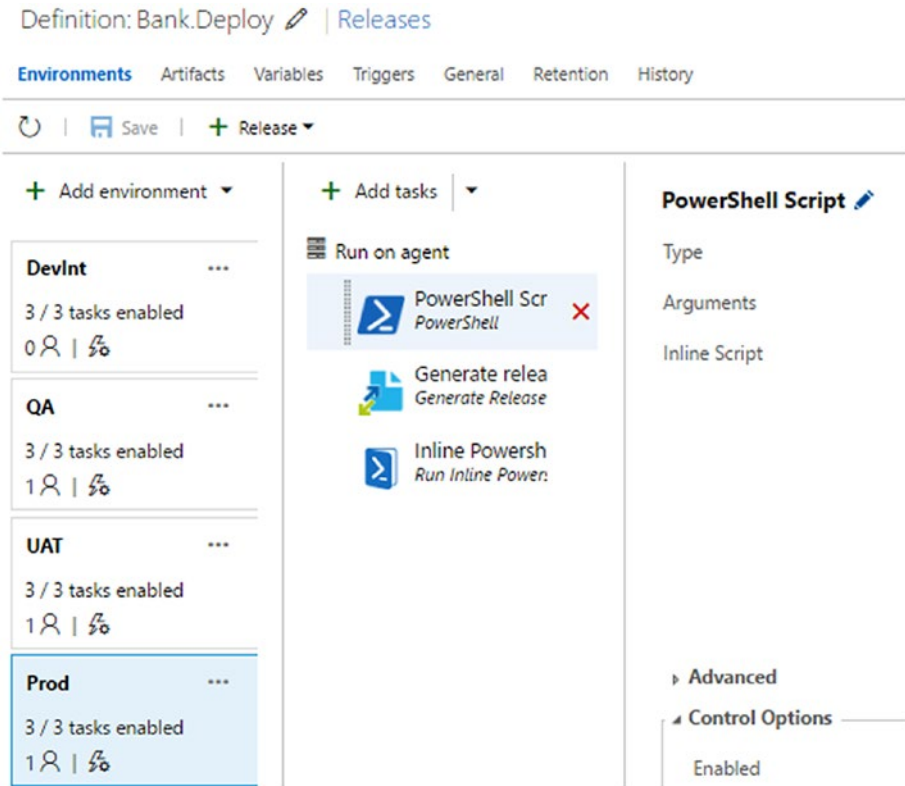 Definition: Bank.Deploy | Releases
Environments Artifacts Variables Triggers General Retention History
Save | + Release
+ Add environment
+ Add tasks
PowerShell Script
DevInt ...
3 / 3 tasks enabled
0 |
QA ...
3 / 3 tasks enabled
1 |
UAT ...
3 / 3 tasks enabled
1 |
Prod ...
3 / 3 tasks enabled
1 |
Run on agent
PowerShell Scr
PowerShell
Generate relea
Generate Release
Inline Powersh
Run Inline Power:
Type
Arguments
Inline Script
Advanced
Control Options
Enabled